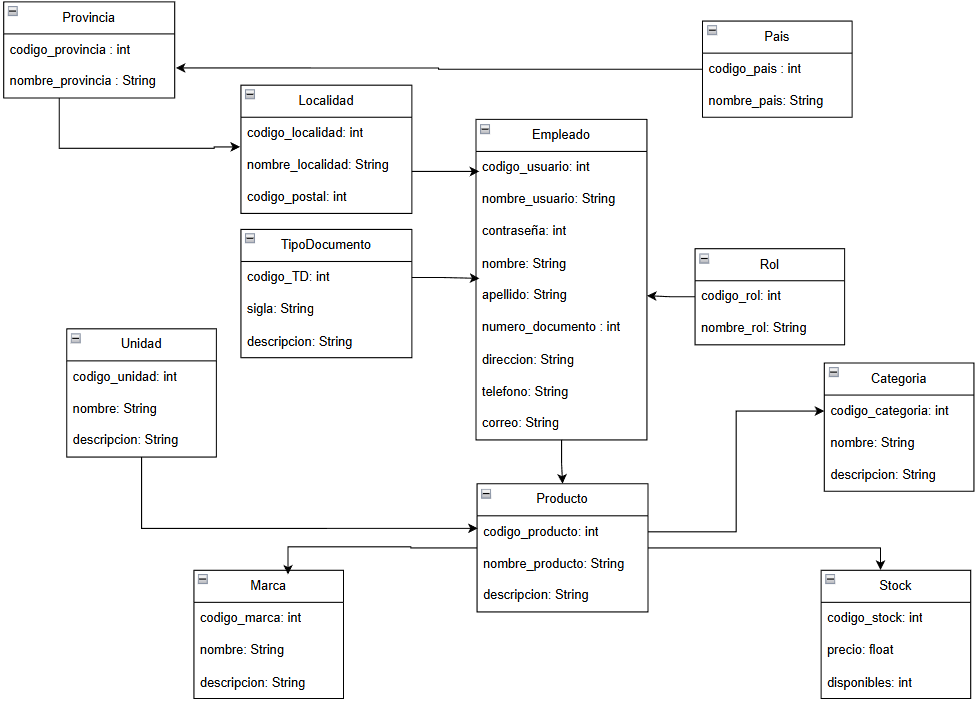 Provincia
codigo_provincia : int
nombre_provincia : String
Pais
codigo_pais : int
nombre_pais: String
Localidad
codigo_localidad: int
nombre_localidad: String
codigo_postal: int
Empleado
codigo_usuario: int
nombre_usuario: String
contraseña: int
nombre: String
apellido: String
numero_documento : int
direccion: String
telefono: String
correo: String
TipoDocumento
codigo_TD: int
sigla: String
descripcion: String
Rol
codigo_rol: int
nombre_rol: String
Unidad
codigo_unidad: int
nombre: String
descripcion: String
Categoria
codigo_categoria: int
nombre: String
descripcion: String
Producto
codigo_producto: int
nombre_producto: String
descripcion: String
Marca
codigo_marca: int
nombre: String
descripcion: String
Stock
codigo_stock: int
precio: float
disponibles: int